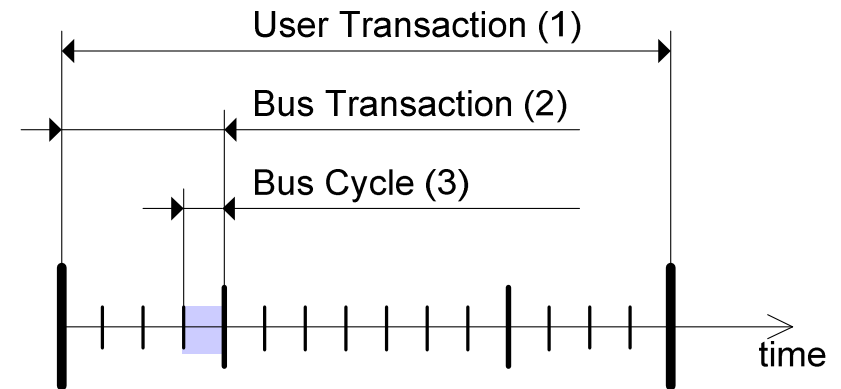 User Transaction (1)
Bus Transaction (2)
Bus Cycle (3)
time